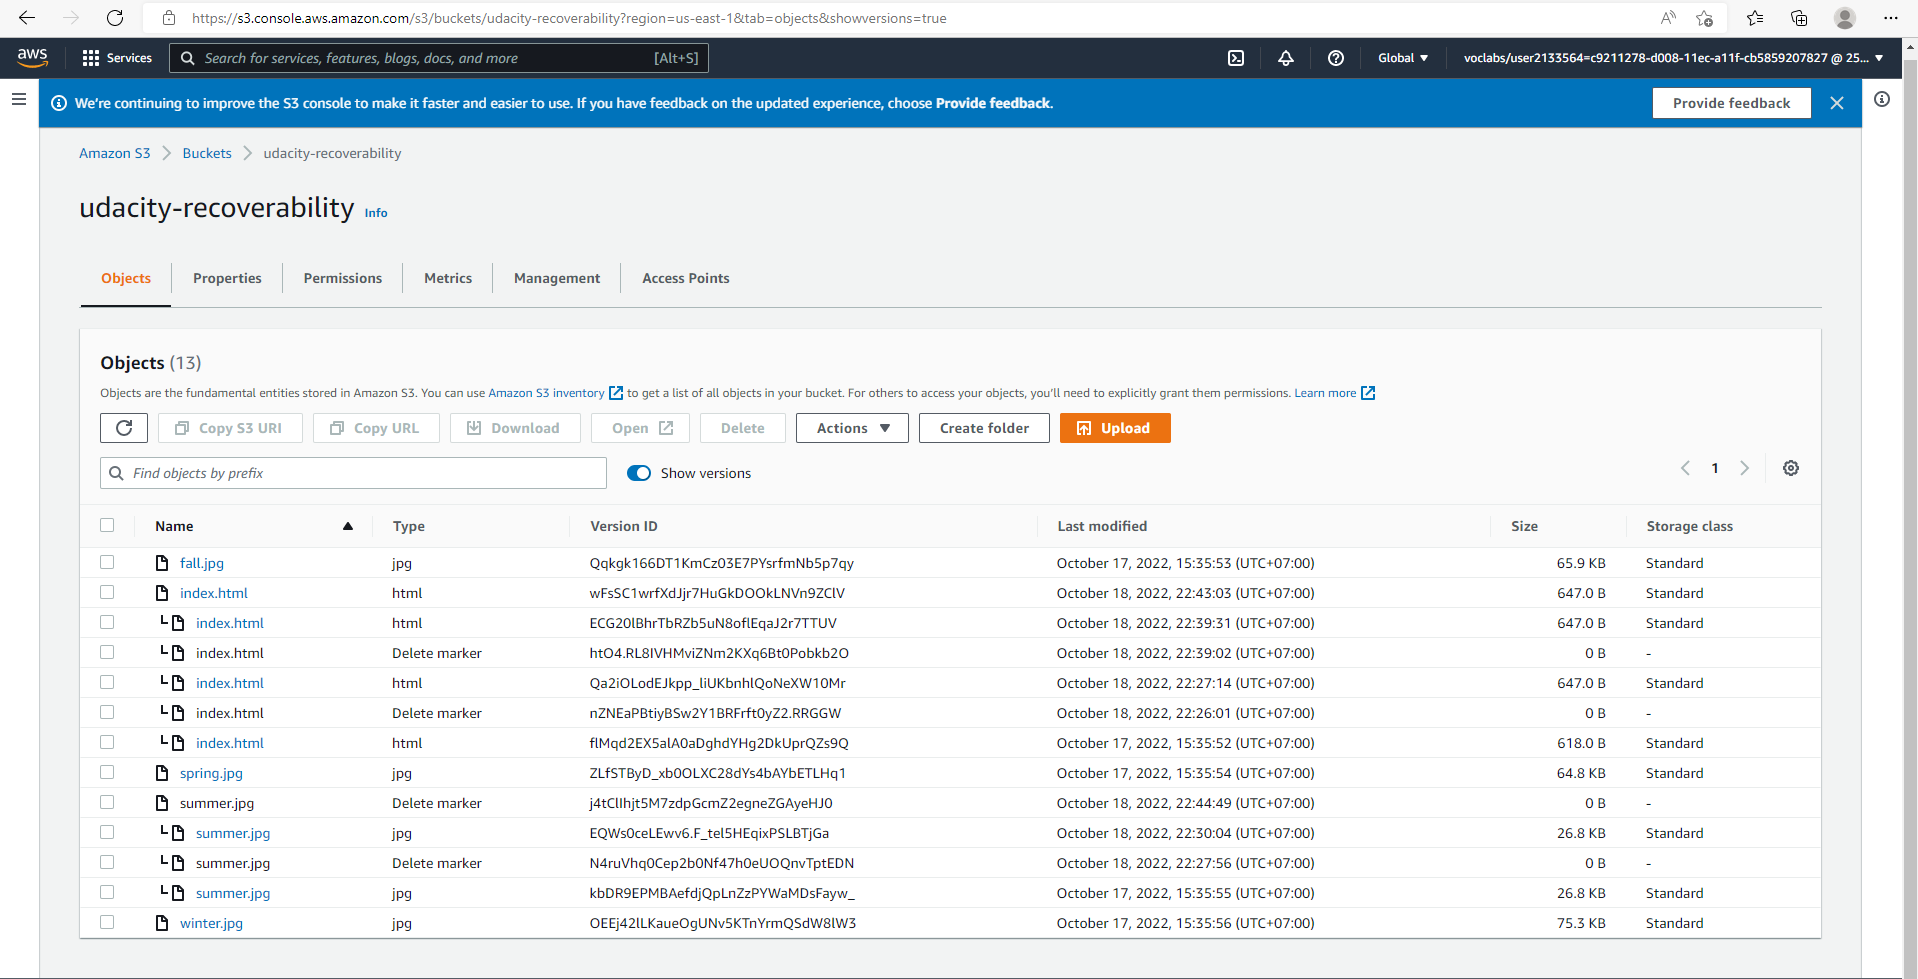 https://s3.console.aws.amazon.com/s3/buckets/udacity-recoverability?region=us-east-1&tab=objects&showversions=true
aws Services Search for services, features, blogs, docs, and more [Alt+S] Global voclabs/user2133564=c9211278-d008-11ec-a11f-cb5859207827 @ 25...
We're continuing to improve the S3 console to make it faster and easier to use. If you have feedback on the updated experience, choose Provide feedback. Provide feedback
Amazon S3 Buckets udacity-recoverability
udacity-recoverability Info
Objects Properties Permissions Metrics Management Access Points
Objects (13)
Objects are the fundamental entities stored in Amazon S3. You can use Amazon S3 inventory to get a list of all objects in your bucket. For others to access your objects, you'll need to explicitly grant them permissions. Learn more
Copy S3 URI Copy URL Download Open Delete Actions Create folder Upload
Find objects by prefix Show versions 1
Name Type Version ID Last modified Size Storage class
fall.jpg jpg Qqkgk166DT1KmCz03E7PYsrfmNb5p7qy October 17, 2022, 15:35:53 (UTC+07:00) 65.9 KB Standard
index.html html wFsSC1wrfXdJjr7HuGkDOOkLNVn9ZClV October 18, 2022, 22:43:03 (UTC+07:00) 647.0 B Standard
index.html html ECG20lBhrTbRZb5uN8oflEqaJ2r7TTUV October 18, 2022, 22:39:31 (UTC+07:00) 647.0 B Standard
index.html Delete marker htO4.RL8IVHMviZNm2KXq6Bt0Pobkb2O October 18, 2022, 22:39:02 (UTC+07:00) 0 B -
index.html html Qa2iOLodEJkpp_liUKbnhlQoNeXW10Mr October 18, 2022, 22:27:14 (UTC+07:00) 647.0 B Standard
index.html Delete marker nZNEaPBtiyBSw2Y1BRFrft0yZ2.RRGGW October 18, 2022, 22:26:01 (UTC+07:00) 0 B -
index.html html flMqd2EX5alA0aDghdYHg2DkUprQZs9Q October 17, 2022, 15:35:52 (UTC+07:00) 618.0 B Standard
spring.jpg jpg ZLfSTByD_xb0OLXC28dYs4bAYbETLHq1 October 17, 2022, 15:35:54 (UTC+07:00) 64.8 KB Standard
summer.jpg Delete marker j4tClIhjt5M7zdpGcmZ2egneZGAyeHJ0 October 18, 2022, 22:44:49 (UTC+07:00) 0 B -
summer.jpg jpg EQWs0ceLEwv6.F_tel5HEqixPSLBTjGa October 18, 2022, 22:30:04 (UTC+07:00) 26.8 KB Standard
summer.jpg Delete marker N4ruVhq0Cep2b0Nf47h0eUOQnvTptEDN October 18, 2022, 22:27:56 (UTC+07:00) 0 B -
summer.jpg jpg kbDR9EPMBAefdjQpLnZzPYWaMDsFayw_ October 17, 2022, 15:35:55 (UTC+07:00) 26.8 KB Standard
winter.jpg jpg OEEj42lLKaueOgUNv5KTnYrmQSdW8lW3 October 17, 2022, 15:35:56 (UTC+07:00) 75.3 KB Standard